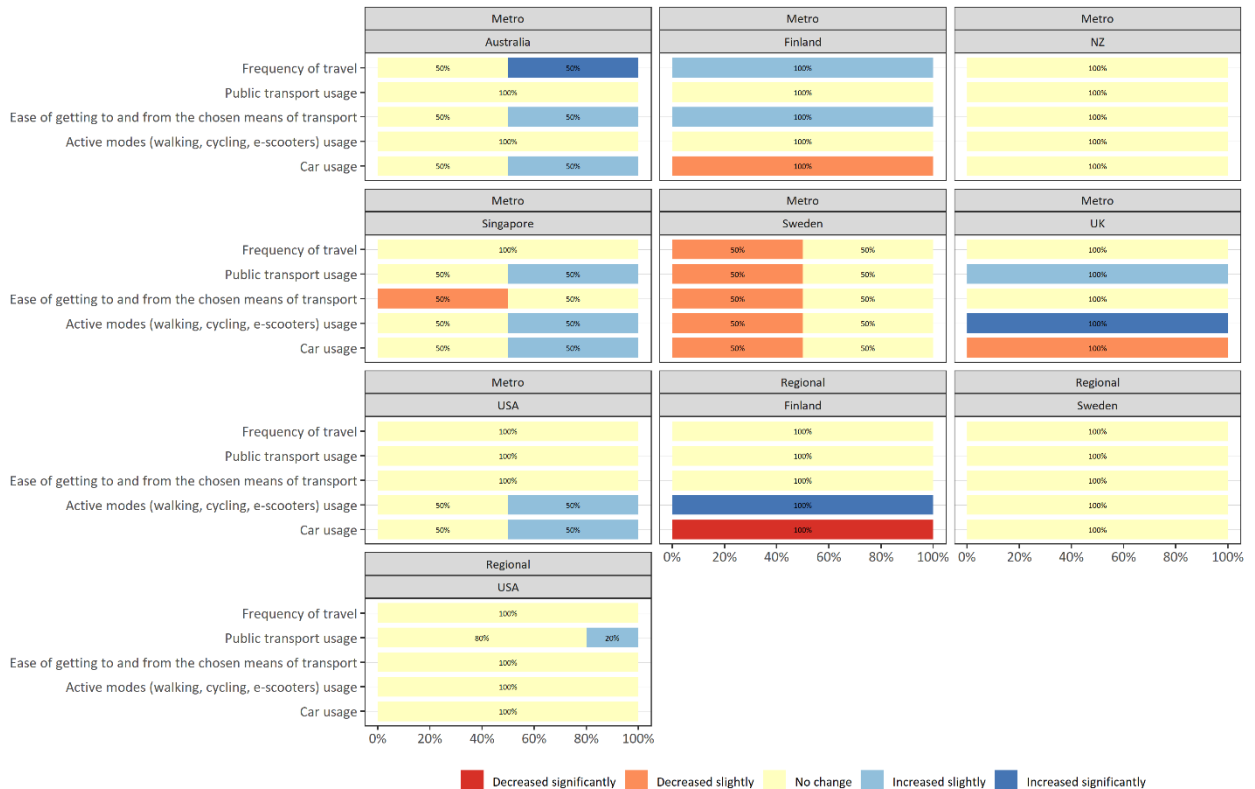 Metro Metro Metro
Australia Finland NZ
Frequency of travel 50% 50% 100% 100%
Public transport usage 100% 100% 100%
Ease of getting to and from the chosen means of transport 50% 50% 100% 100%
Active modes (walking, cycling, e-scooters) usage 100% 100% 100%
Car usage 50% 50% 100% 100%
Metro Metro Metro
Singapore Sweden UK
Frequency of travel 100% 50% 50% 100%
Public transport usage 50% 50% 50% 50% 100%
Ease of getting to and from the chosen means of transport 50% 50% 50% 50% 100%
Active modes (walking, cycling, e-scooters) usage 50% 50% 50% 50% 100%
Car usage 50% 50% 50% 50% 100%
Metro Regional Regional
USA Finland Sweden
Frequency of travel 100% 100% 100%
Public transport usage 100% 100% 100%
Ease of getting to and from the chosen means of transport 100% 100% 100%
Active modes (walking, cycling, e-scooters) usage 50% 50% 100% 100%
Car usage 50% 50% 100% 100%
0% 20% 40% 60% 80% 100% 0% 20% 40% 60% 80% 100%
Regional
USA
Frequency of travel 100%
Public transport usage 80% 20%
Ease of getting to and from the chosen means of transport 100%
Active modes (walking, cycling, e-scooters) usage 100%
Car usage 100%
0% 20% 40% 60% 80% 100%
Decreased significantly Decreased slightly No change Increased slightly Increased significantly